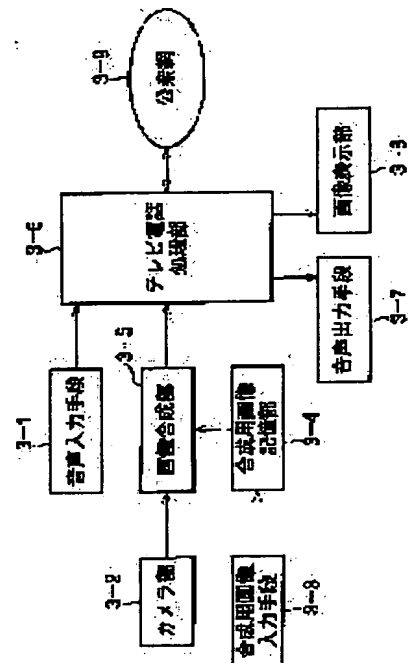 3-1
音声入力手段
3-2
カメラ部
3-5
画像合成部
3-6
テレビ電話
処理部
3-9
公衆網
合成用画像
入力手段
3-8
合成用画像
記憶部
3-4
音声出力手段
3-7
画像表示部
3-3